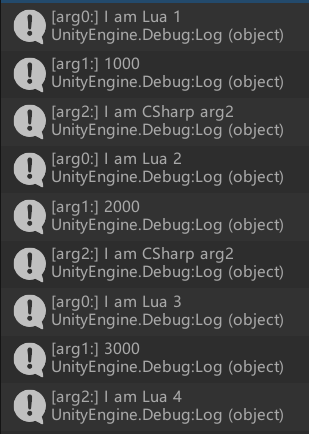 [arg0:] I am Lua 1
UnityEngine.Debug:Log (object)
[arg1:] 1000
UnityEngine.Debug:Log (object)
[arg2:] I am CSharp arg2
UnityEngine.Debug:Log (object)
[arg0:] I am Lua 2
UnityEngine.Debug:Log (object)
[arg1:] 2000
UnityEngine.Debug:Log (object)
[arg2:] I am CSharp arg2
UnityEngine.Debug:Log (object)
[arg0:] I am Lua 3
UnityEngine.Debug:Log (object)
[arg1:] 3000
UnityEngine.Debug:Log (object)
[arg2:] I am Lua 4
UnityEngine.Debug:Log (object)